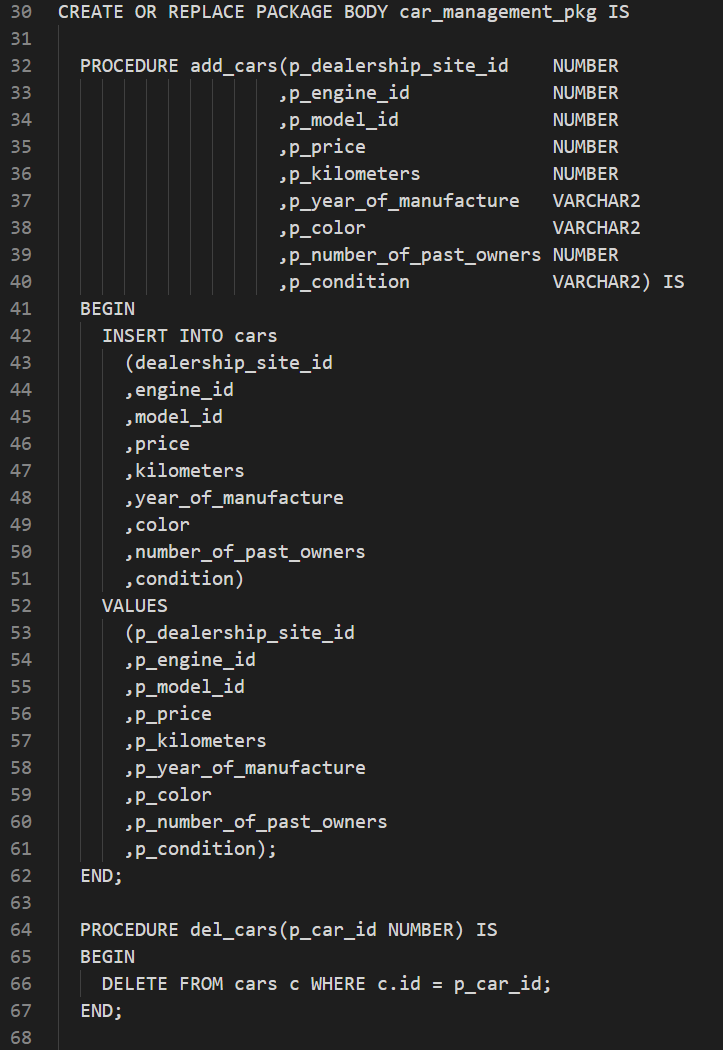 30 CREATE OR REPLACE PACKAGE BODY car_management_pkg IS
31
32   PROCEDURE add_cars(p_dealership_site_id    NUMBER
33                     ,p_engine_id             NUMBER
34                     ,p_model_id              NUMBER
35                     ,p_price                 NUMBER
36                     ,p_kilometers            NUMBER
37                     ,p_year_of_manufacture   VARCHAR2
38                     ,p_color                 VARCHAR2
39                     ,p_number_of_past_owners NUMBER
40                     ,p_condition             VARCHAR2) IS
41   BEGIN
42     INSERT INTO cars
43       (dealership_site_id
44       ,engine_id
45       ,model_id
46       ,price
47       ,kilometers
48       ,year_of_manufacture
49       ,color
50       ,number_of_past_owners
51       ,condition)
52     VALUES
53       (p_dealership_site_id
54       ,p_engine_id
55       ,p_model_id
56       ,p_price
57       ,p_kilometers
58       ,p_year_of_manufacture
59       ,p_color
60       ,p_number_of_past_owners
61       ,p_condition);
62   END;
63
64   PROCEDURE del_cars(p_car_id NUMBER) IS
65   BEGIN
66     DELETE FROM cars c WHERE c.id = p_car_id;
67   END;
68